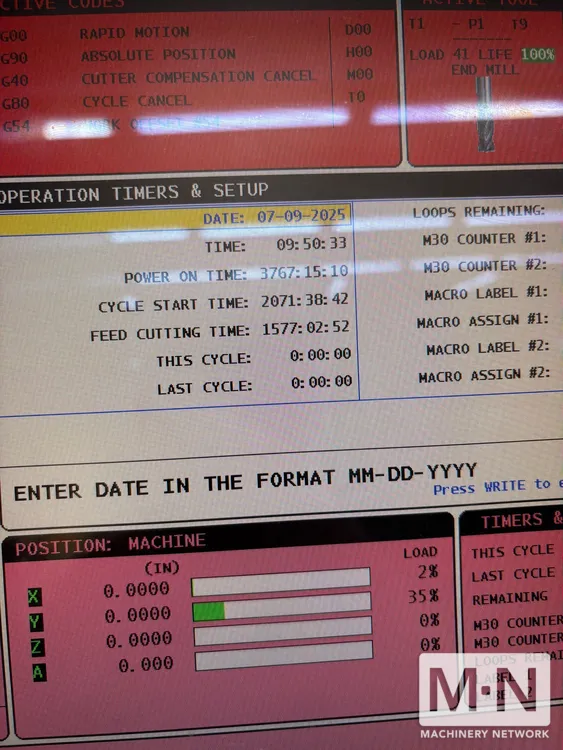 ACTIVE CODES
G00 RAPID MOTION D00
G90 ABSOLUTE POSITION H00
G40 CUTTER COMPENSATION CANCEL M00
G80 CYCLE CANCEL T0
G54
ACTIVE TOOL
T1 - P1 T9
LOAD 41 LIFE 100%
END MILL
OPERATION TIMERS & SETUP
DATE: 07-09-2025
TIME: 09:50:33
POWER ON TIME: 3767:15:10
CYCLE START TIME: 2071:38:42
FEED CUTTING TIME: 1577:02:52
THIS CYCLE: 0:00:00
LAST CYCLE: 0:00:00
LOOPS REMAINING:
M30 COUNTER #1:
M30 COUNTER #2:
MACRO LABEL #1:
MACRO ASSIGN #1:
MACRO LABEL #2:
MACRO ASSIGN #2:
ENTER DATE IN THE FORMAT MM-DD-YYYY
Press WRITE to e
POSITION: MACHINE
(IN) LOAD
X 0.0000 2%
Y 0.0000 35%
Z 0.0000 0%
A 0.000 0%
TIMERS &
THIS CYCLE
LAST CYCLE
REMAINING
M30 COUNTER
M30 COUNTER
LOOPS REMAI
M·N
MACHINERY NETWORK